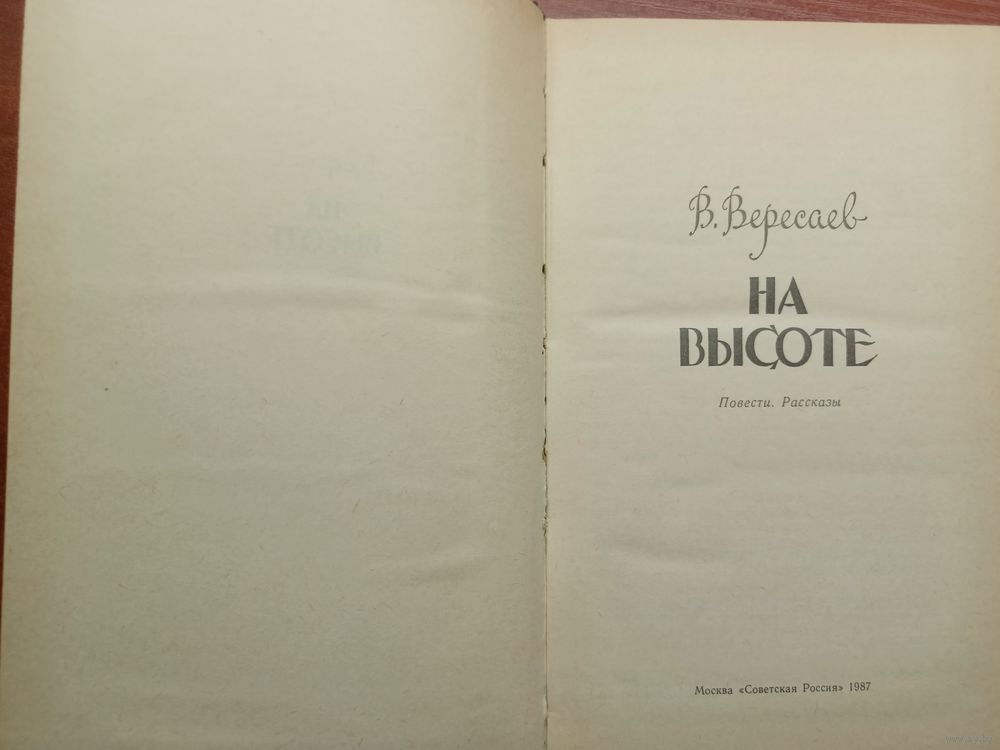 В. Вересаев
НА
ВЫСОТЕ
Повести. Рассказы
Москва «Советская Россия» 1987